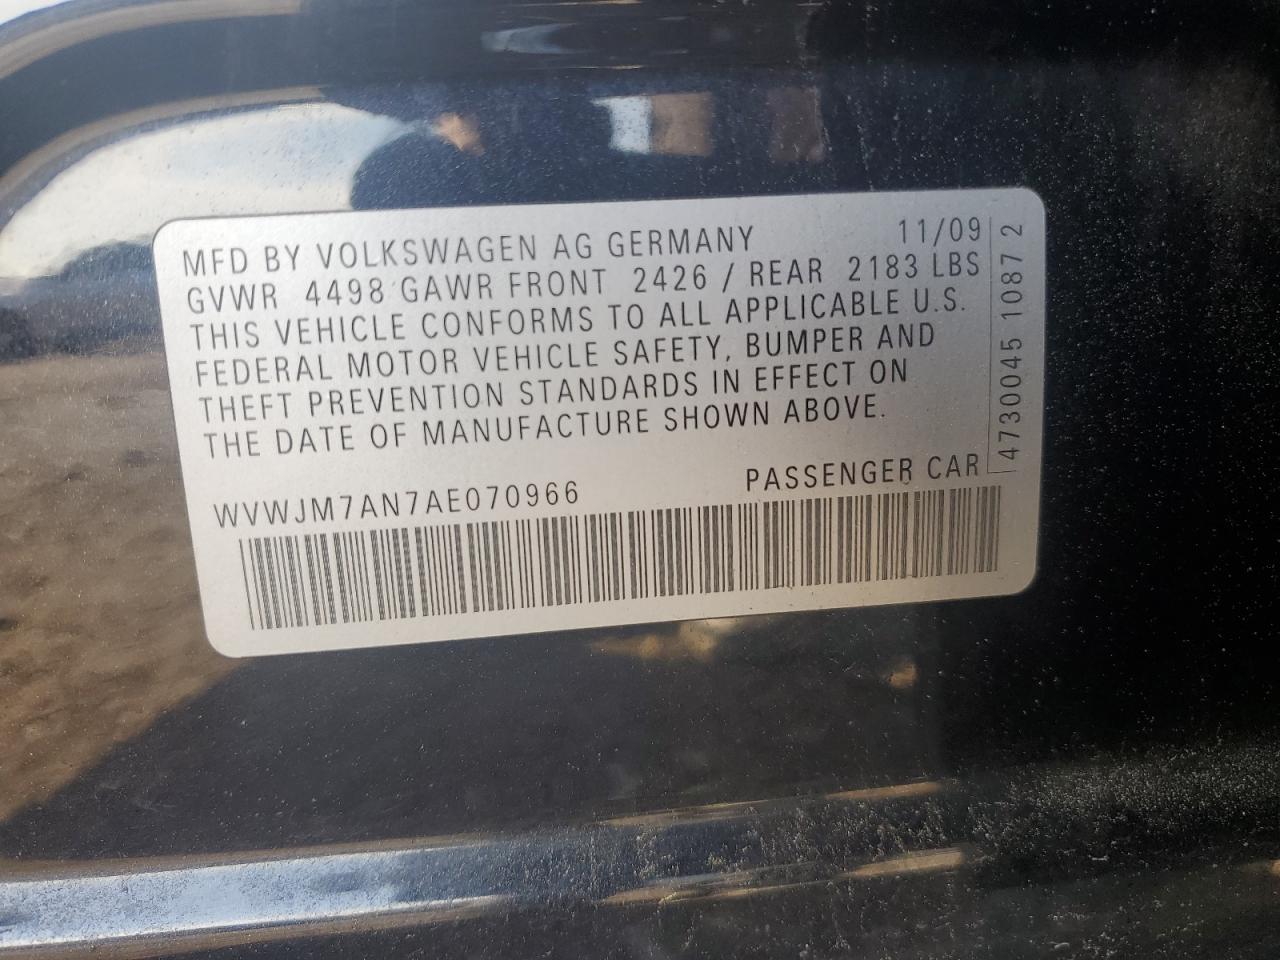 MFD BY VOLKSWAGEN AG GERMANY 11/09
GVWR 4498 GAWR FRONT 2426 / REAR 2183 LBS
THIS VEHICLE CONFORMS TO ALL APPLICABLE U.S.
FEDERAL MOTOR VEHICLE SAFETY, BUMPER AND
THEFT PREVENTION STANDARDS IN EFFECT ON
THE DATE OF MANUFACTURE SHOWN ABOVE.
WVWJM7AN7AE070966 PASSENGER CAR
4730045 1087 2